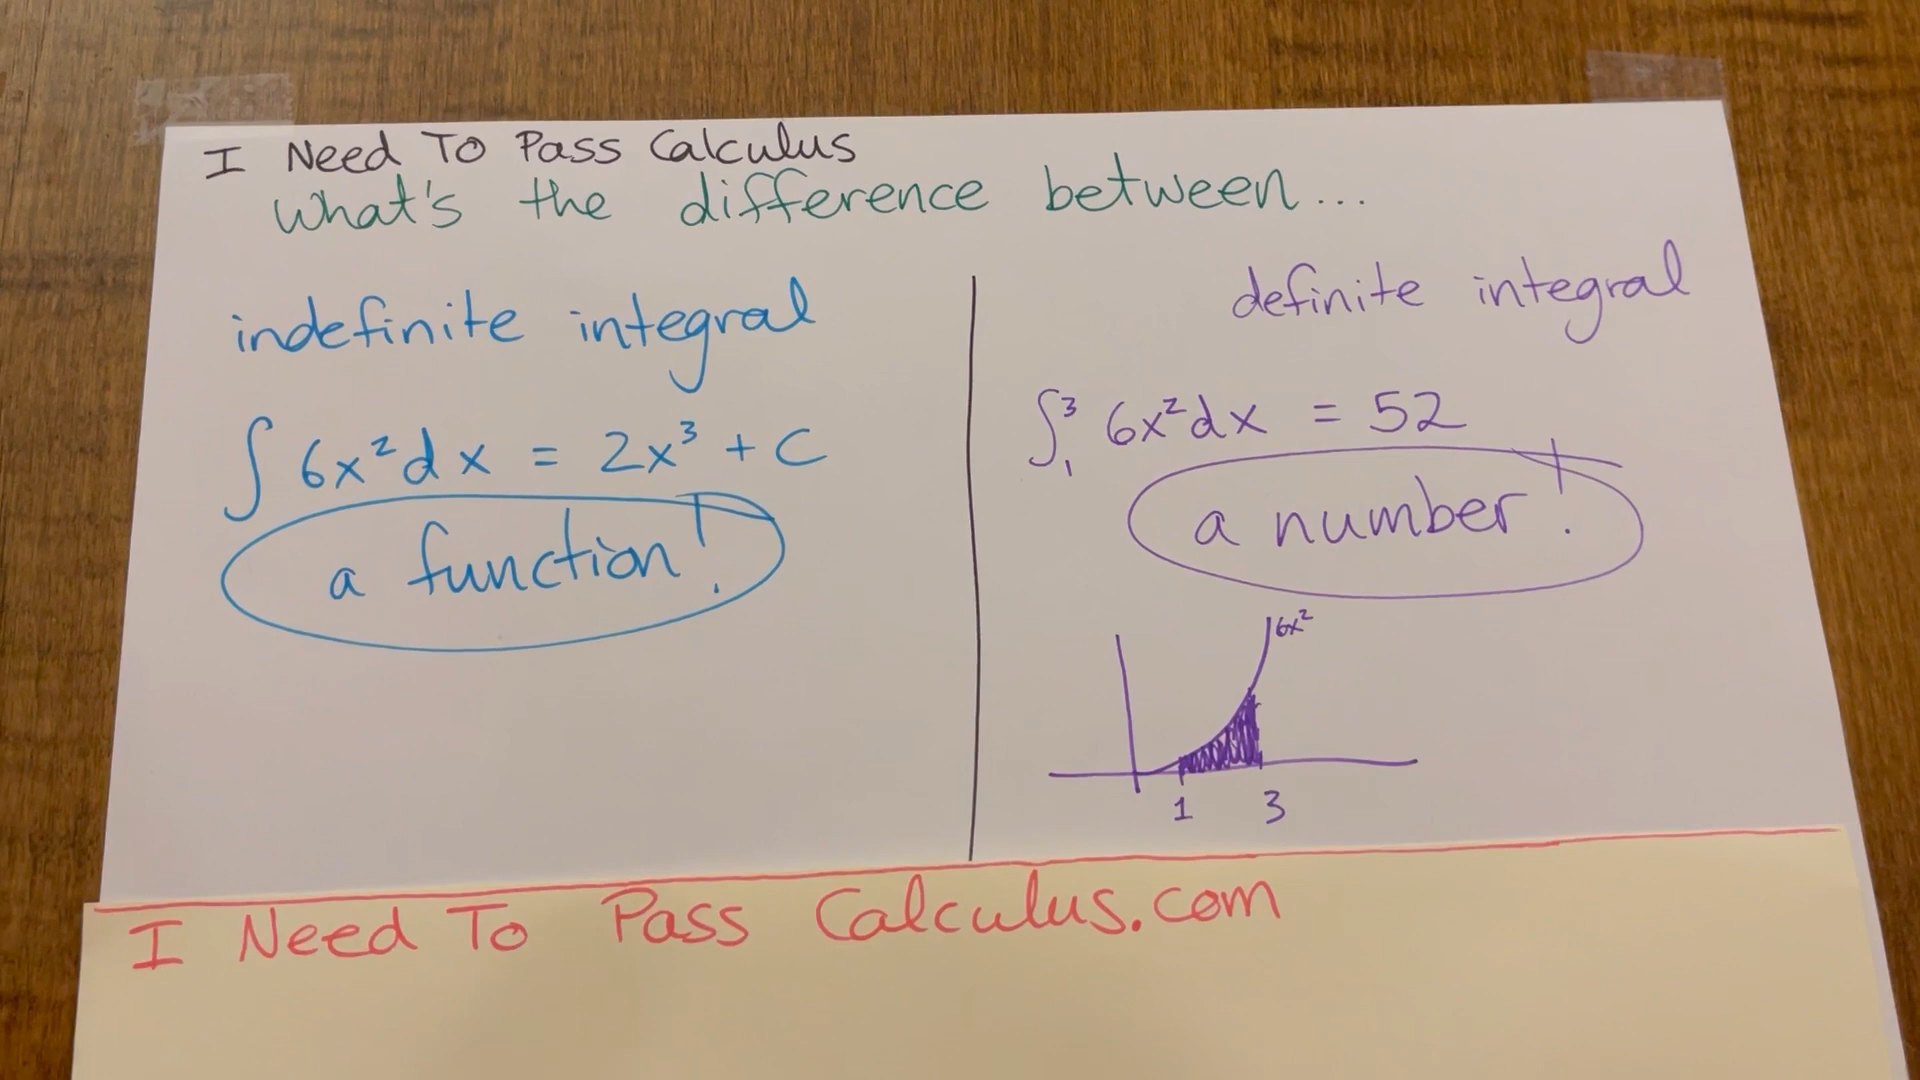 I Need To Pass Calculus
What's the difference between...
indefinite integral
∫ 6x²dx = 2x³ + C
a function!
definite integral
∫₁³ 6x²dx = 52
a number!
6x²
1 3
I Need To Pass Calculus.com